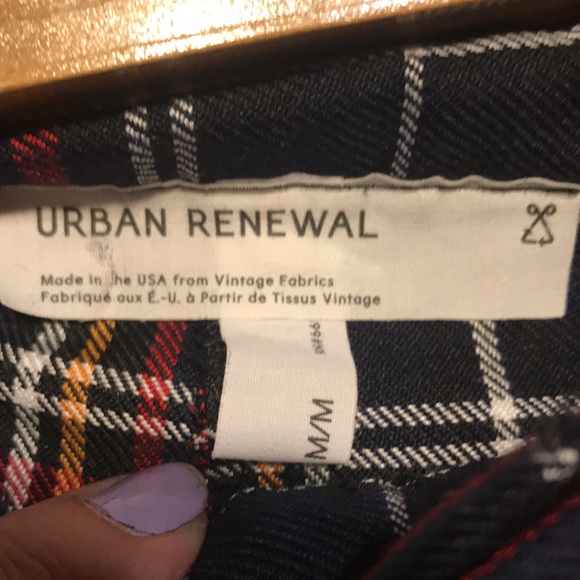 URBAN RENEWAL
Made in the USA from Vintage Fabrics
Fabriqué aux É.-U. à Partir de Tissus Vintage
M/M